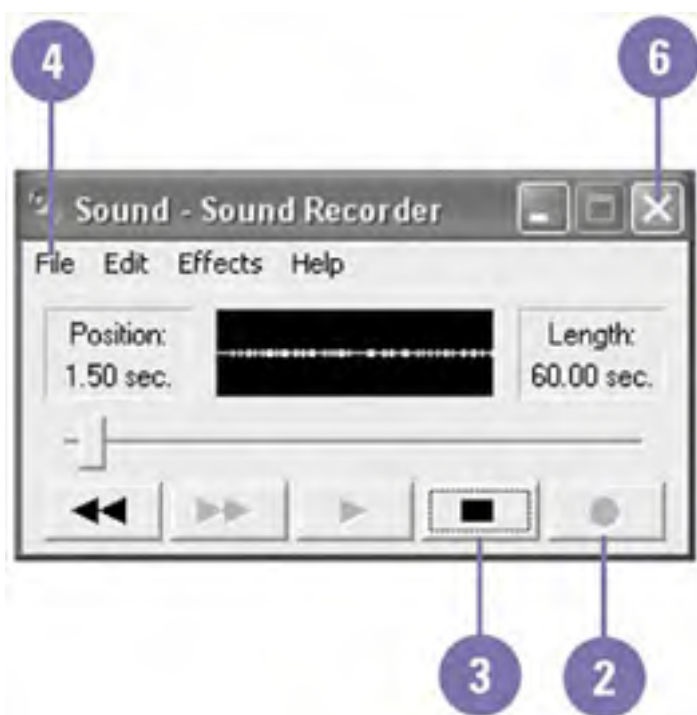 4
6
Sound - Sound Recorder
File Edit Effects Help
Position:
1.50 sec.
Length:
60.00 sec.
3
2